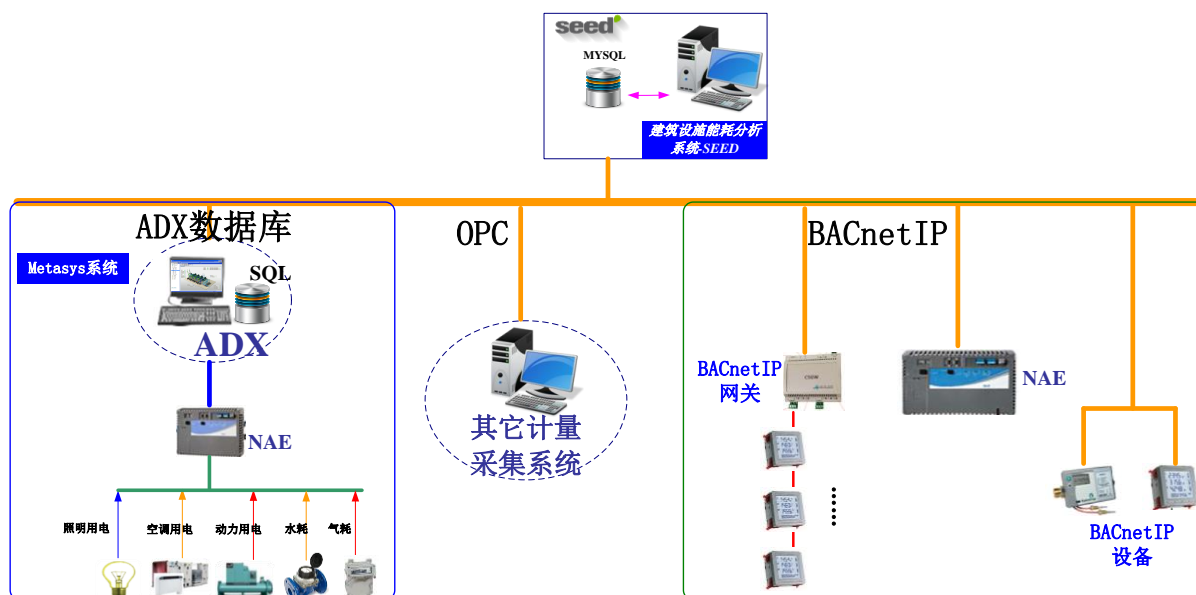 seed
MYSQL
建筑设施能耗分析
系统-SEED
ADX数据库
OPC
BACnetIP
Metasys系统
SQL
ADX
BACnetIP
网关
NAE
NAE
其它计量
采集系统
照明用电
空调用电
动力用电
水耗
气耗
BACnetIP
设备